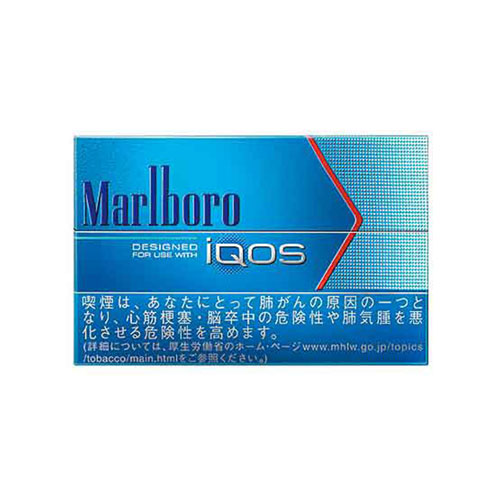 Marlboro
DESIGNED
FOR USE WITH
iQOS
喫煙は、あなたにとって肺がんの原因の一つと
なり、心筋梗塞・脳卒中の危険性や肺気腫を悪
化させる危険性を高めます。
(詳細については、厚生労働省のホーム・ページwww.mhlw.go.jp/topics
/tobacco/main.htmlをご参照ください。)